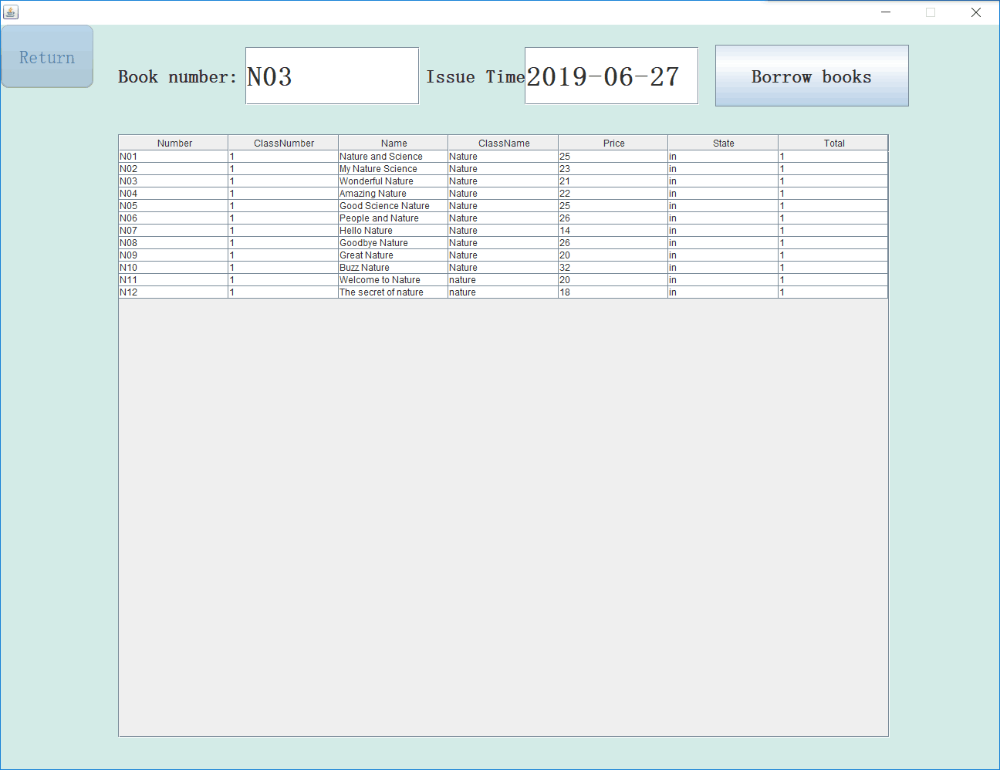 Return
Book number: N03 Issue Time 2019-06-27 Borrow books
Number ClassNumber Name ClassName Price State Total
N01 1 Nature and Science Nature 25 in 1
N02 1 My Nature Science Nature 23 in 1
N03 1 Wonderful Nature Nature 21 in 1
N04 1 Amazing Nature Nature 22 in 1
N05 1 Good Science Nature Nature 25 in 1
N06 1 People and Nature Nature 26 in 1
N07 1 Hello Nature Nature 14 in 1
N08 1 Goodbye Nature Nature 26 in 1
N09 1 Great Nature Nature 20 in 1
N10 1 Buzz Nature Nature 32 in 1
N11 1 Welcome to Nature nature 20 in 1
N12 1 The secret of nature nature 18 in 1